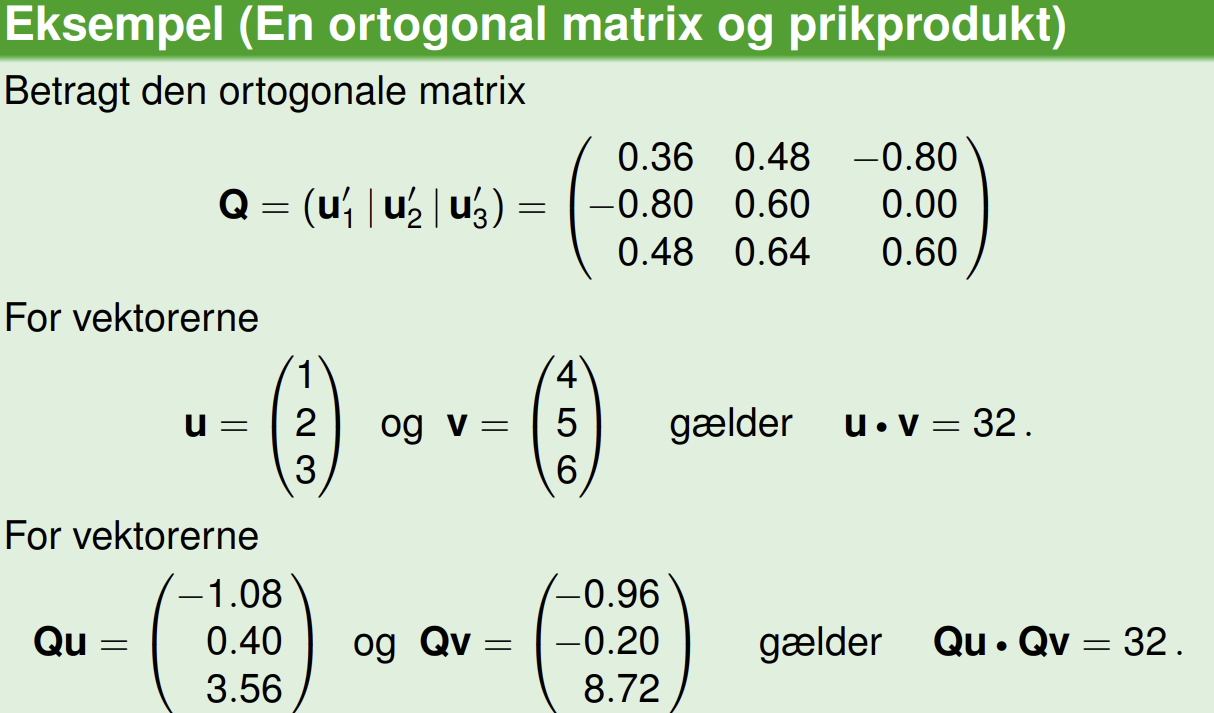 Eksempel (En ortogonal matrix og prikprodukt)
Betragt den ortogonale matrix
Q = (u′₁ | u′₂ | u′₃) = ( 0.36 0.48 −0.80
−0.80 0.60 0.00
0.48 0.64 0.60 )
For vektorerne
u = (1 2 3) og v = (4 5 6) gælder u • v = 32 .
For vektorerne
Qu = (−1.08 0.40 3.56) og Qv = (−0.96 −0.20 8.72) gælder Qu • Qv = 32 .